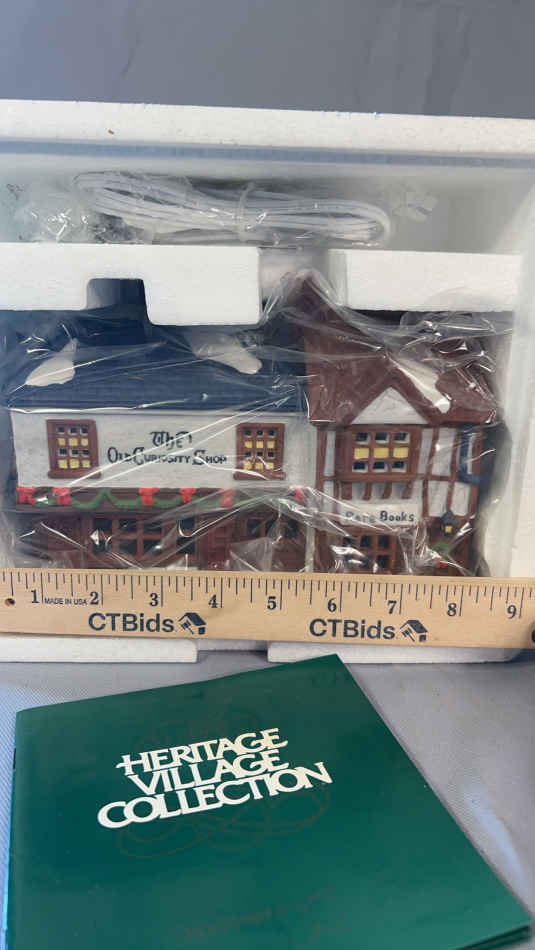 The
Old Curiosity Shop
Rare Books
1 MADE IN USA 2 3 4 5 6 7 8 9
CTBids CTBids
HERITAGE
VILLAGE
COLLECTION